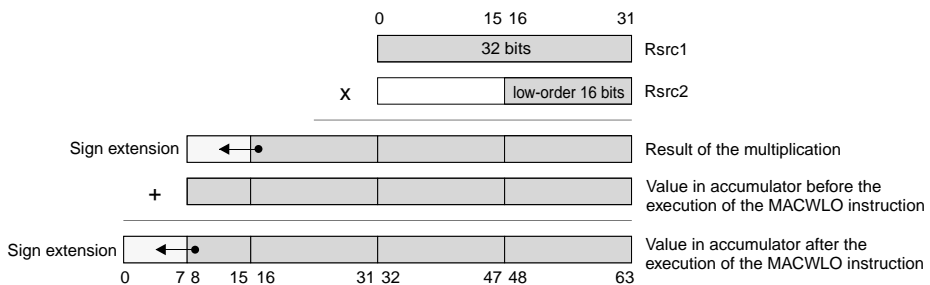 0 15 16 31
32 bits Rsrc1
x low-order 16 bits Rsrc2
Sign extension Result of the multiplication
+ Value in accumulator before the
execution of the MACWLO instruction
Sign extension Value in accumulator after the
execution of the MACWLO instruction
0 7 8 15 16 31 32 47 48 63